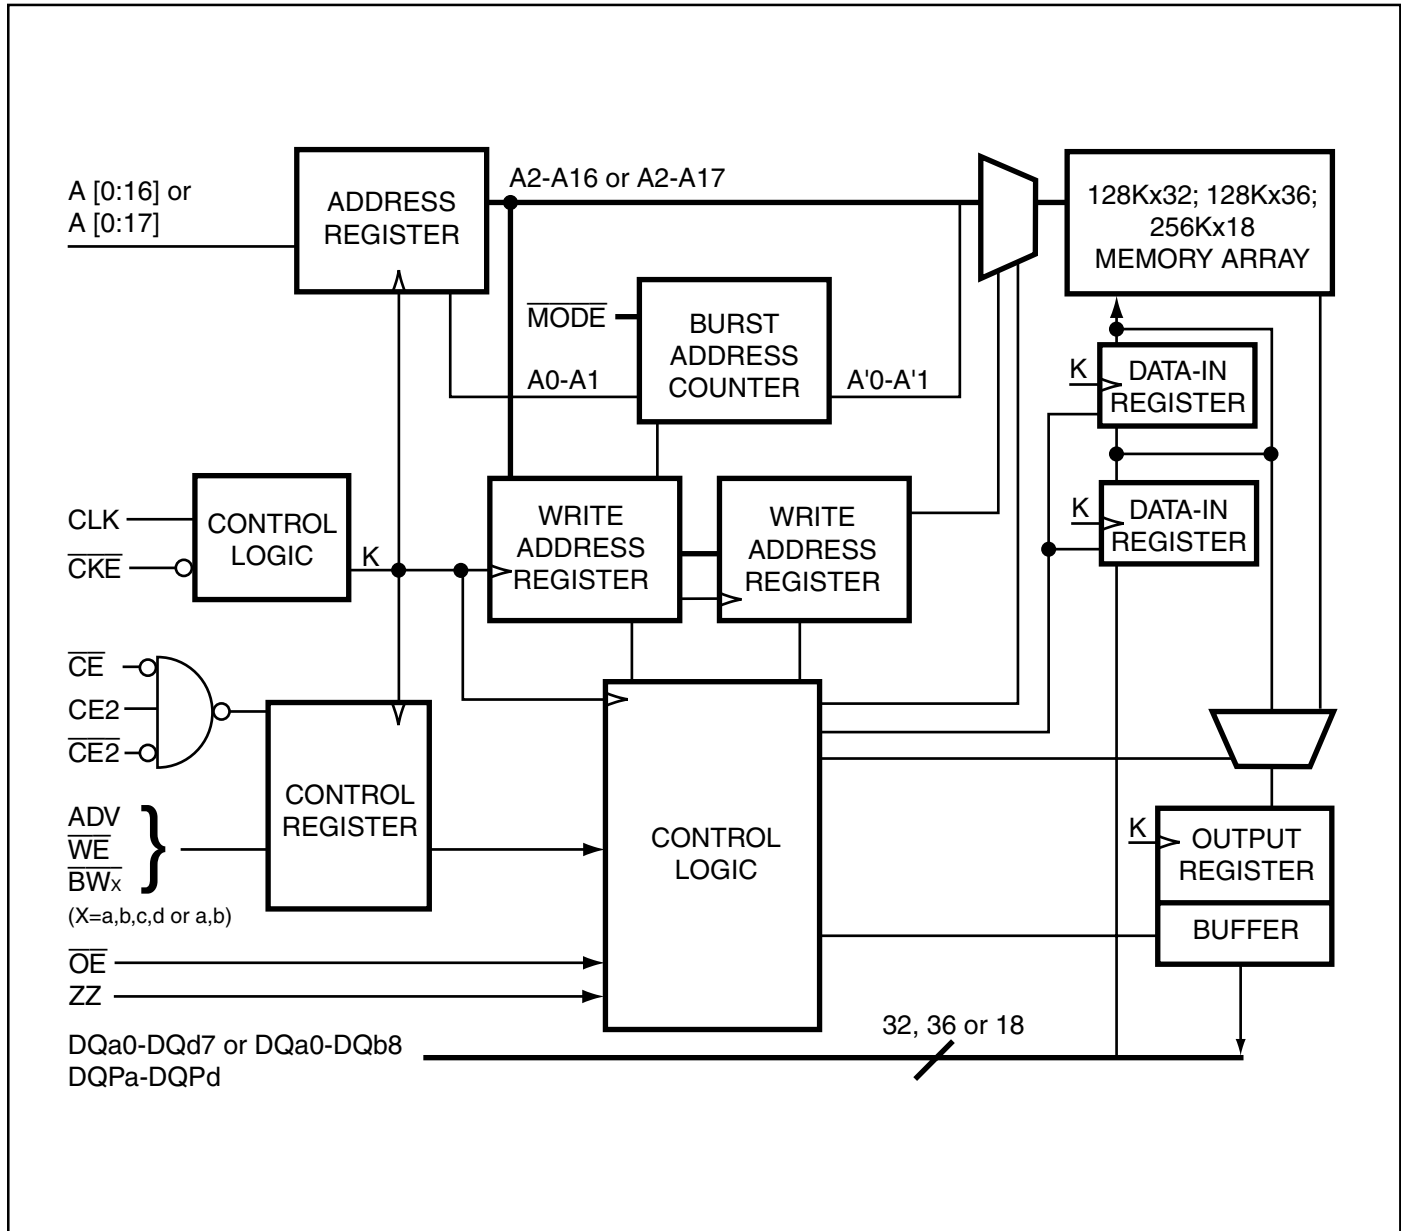 A [0:16] or
A [0:17]
ADDRESS
REGISTER
A2-A16 or A2-A17
128Kx32; 128Kx36;
256Kx18
MEMORY ARRAY
MODE
BURST
ADDRESS
COUNTER
A0-A1
A'0-A'1
K
DATA-IN
REGISTER
K
DATA-IN
REGISTER
CLK
CKE
CONTROL
LOGIC
K
WRITE
ADDRESS
REGISTER
WRITE
ADDRESS
REGISTER
CE
CE2
CE2
ADV
WE
BWx
(X=a,b,c,d or a,b)
CONTROL
REGISTER
CONTROL
LOGIC
K
OUTPUT
REGISTER
BUFFER
OE
ZZ
DQa0-DQd7 or DQa0-DQb8
DQPa-DQPd
32, 36 or 18